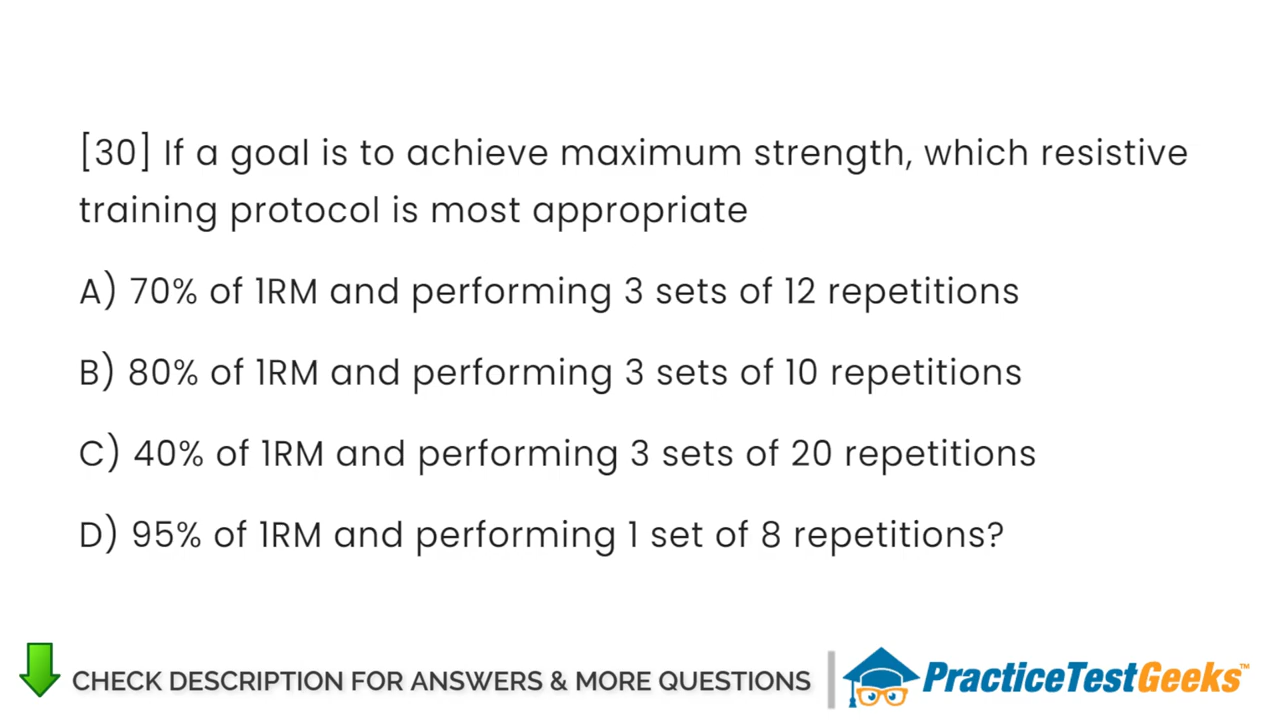 [30] If a goal is to achieve maximum strength, which resistive
training protocol is most appropriate
A) 70% of 1RM and performing 3 sets of 12 repetitions
B) 80% of 1RM and performing 3 sets of 10 repetitions
C) 40% of 1RM and performing 3 sets of 20 repetitions
D) 95% of 1RM and performing 1 set of 8 repetitions?
CHECK DESCRIPTION FOR ANSWERS & MORE QUESTIONS
PracticeTestGeeks™